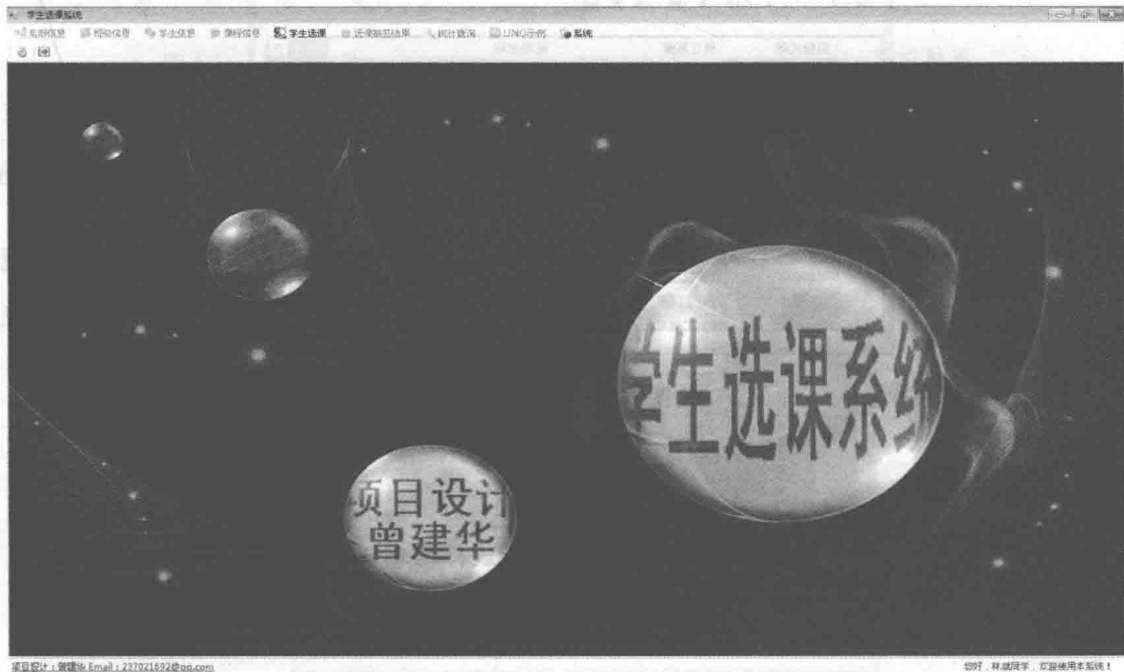 学生选课系统
系部信息 班级信息 学生信息 课程信息 学生选课 选课抽签结果 统计查询 LINQ示例 系统
学生选课系统
项目设计
曾建华
项目设计:曾建华 Email:237021692@qq.com
您好,林斌同学,欢迎使用本系统!